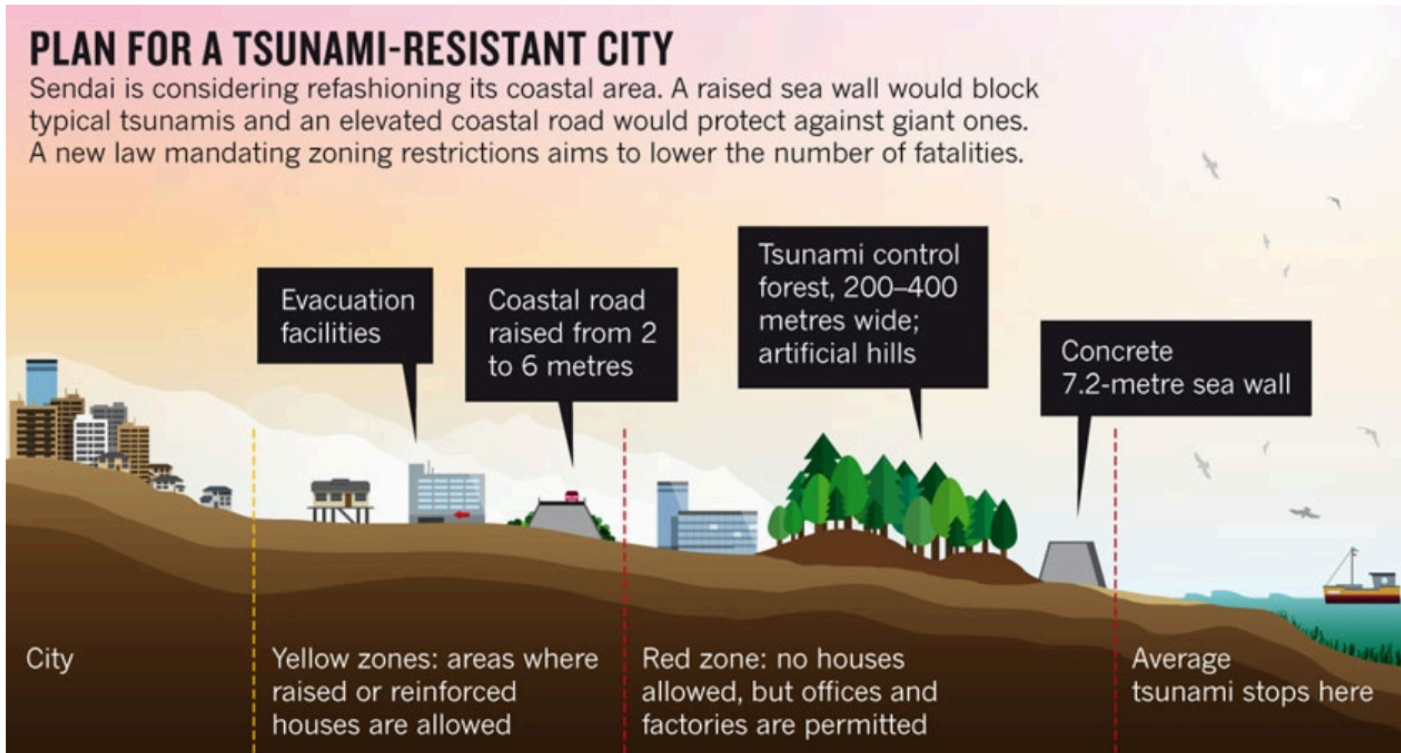 PLAN FOR A TSUNAMI-RESISTANT CITY
Sendai is considering refashioning its coastal area. A raised sea wall would block
typical tsunamis and an elevated coastal road would protect against giant ones.
A new law mandating zoning restrictions aims to lower the number of fatalities.
Evacuation
facilities
Coastal road
raised from 2
to 6 metres
Tsunami control
forest, 200–400
metres wide;
artificial hills
Concrete
7.2-metre sea wall
City
Yellow zones: areas where
raised or reinforced
houses are allowed
Red zone: no houses
allowed, but offices and
factories are permitted
Average
tsunami stops here